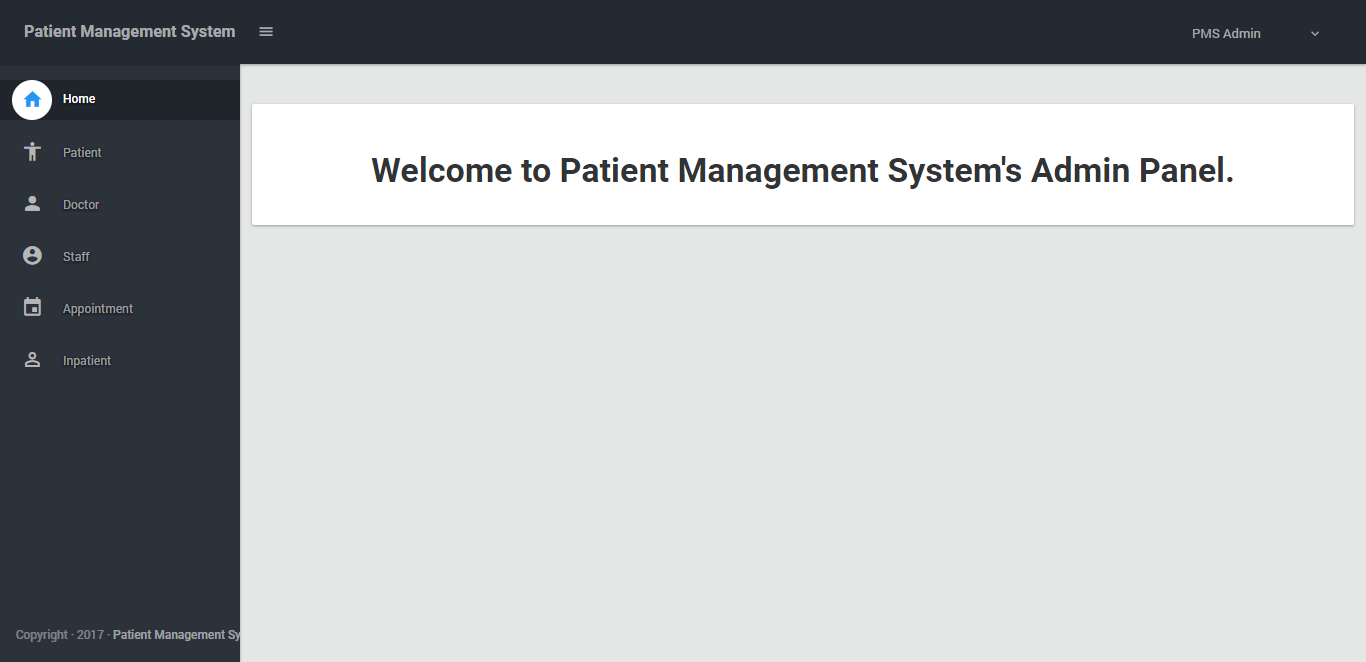 Patient Management System
PMS Admin
Home
Patient
Doctor
Staff
Appointment
Inpatient
Welcome to Patient Management System's Admin Panel.
Copyright · 2017 · Patient Management Sy